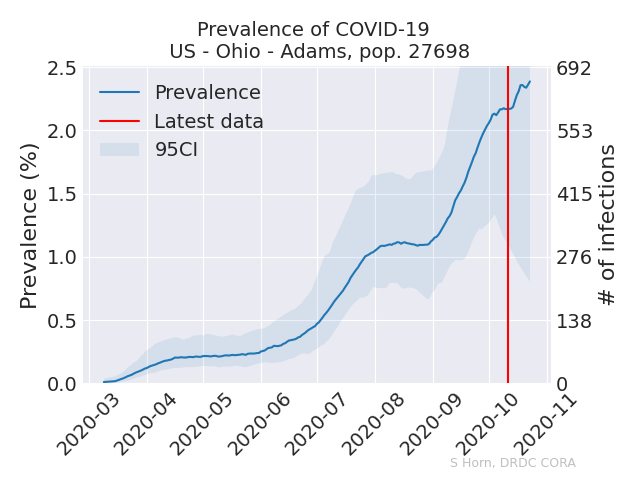 Prevalence of COVID-19
US - Ohio - Adams, pop. 27698
2.5
2.0
1.5
1.0
0.5
0.0
Prevalence (%)
Prevalence
Latest data
95CI
692
553
415
276
138
0
# of infections
2020-03
2020-04
2020-05
2020-06
2020-07
2020-08
2020-09
2020-10
2020-11
S Horn, DRDC CORA